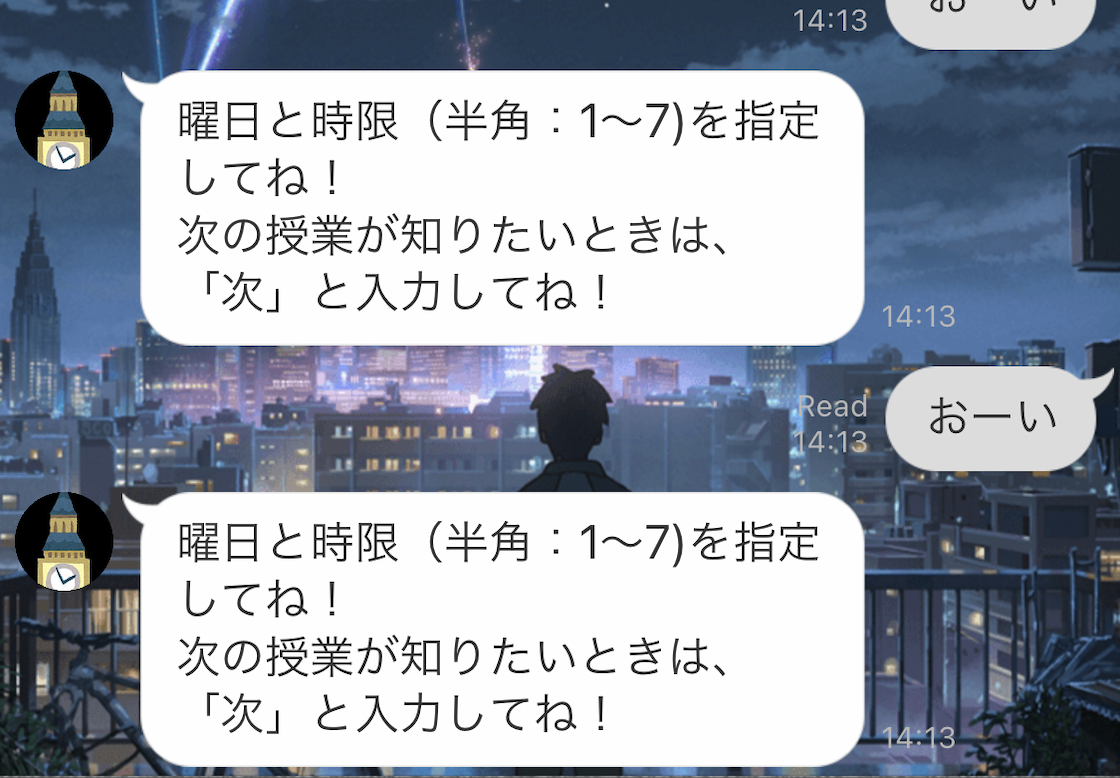 おーい
14:13
曜日と時限（半角：1〜7)を指定
してね！
次の授業が知りたいときは、
「次」と入力してね！
14:13
おーい
Read
14:13
曜日と時限（半角：1〜7)を指定
してね！
次の授業が知りたいときは、
「次」と入力してね！
14:13